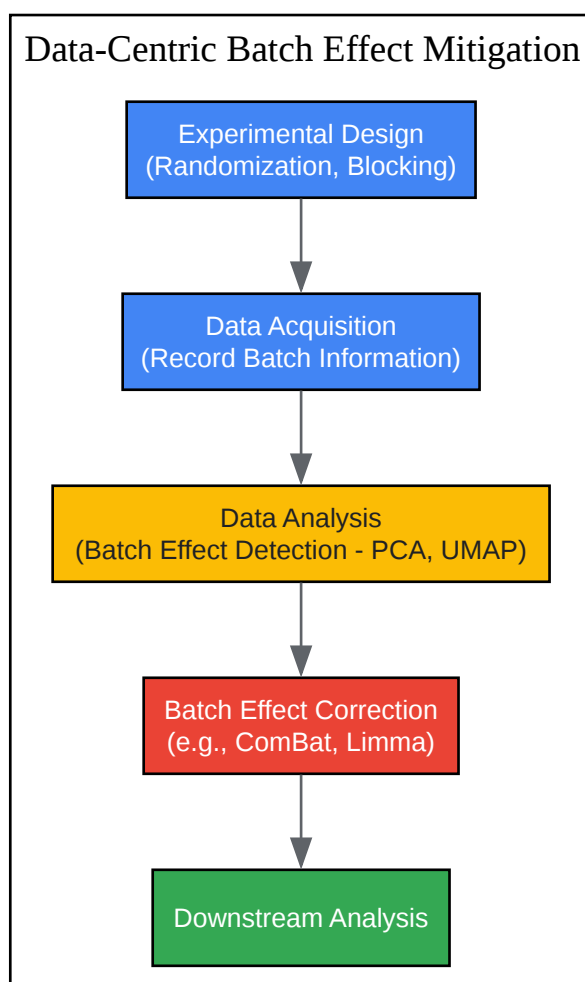 Data-Centric Batch Effect Mitigation
Experimental Design
(Randomization, Blocking)
Data Acquisition
(Record Batch Information)
Data Analysis
(Batch Effect Detection - PCA, UMAP)
Batch Effect Correction
(e.g., ComBat, Limma)
Downstream Analysis